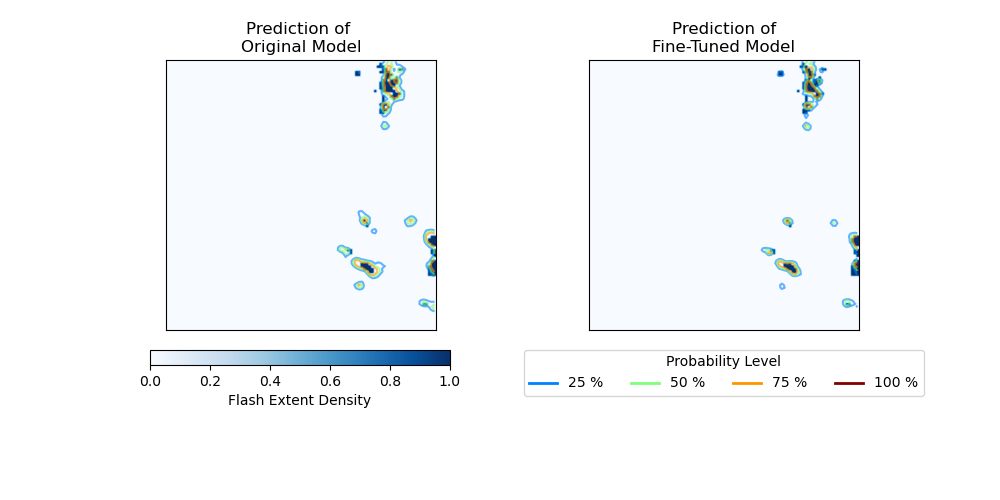 Prediction of
Original Model
Prediction of
Fine-Tuned Model
0.0 0.2 0.4 0.6 0.8 1.0
Flash Extent Density
Probability Level
25 % 50 % 75 % 100 %